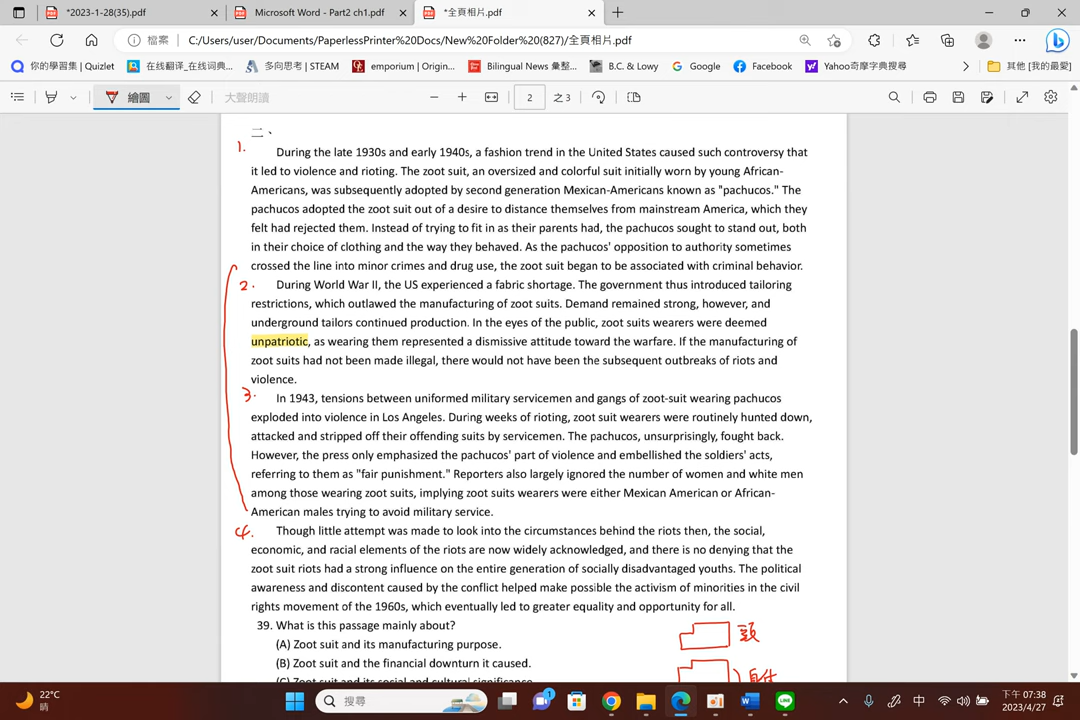 *2023-1-28(35).pdf
Microsoft Word - Part2 ch1.pdf
*全頁相片.pdf
檔案
C:/Users/user/Documents/PaperlessPrinter%20Docs/New%20Folder%20(827)/全頁相片.pdf
你的學習集 | Quizlet
在线翻译_在线词典...
多向思考 | STEAM
emporium | Origin...
Bilingual News 彙整...
B.C. & Lowy
Google
Facebook
Yahoo奇摩字典搜尋
其他 [我的最愛]
繪圖
大聲朗讀
2
之 3
二、
1.
During the late 1930s and early 1940s, a fashion trend in the United States caused such controversy that
it led to violence and rioting. The zoot suit, an oversized and colorful suit initially worn by young African-
Americans, was subsequently adopted by second generation Mexican-Americans known as "pachucos." The
pachucos adopted the zoot suit out of a desire to distance themselves from mainstream America, which they
felt had rejected them. Instead of trying to fit in as their parents had, the pachucos sought to stand out, both
in their choice of clothing and the way they behaved. As the pachucos' opposition to authority sometimes
crossed the line into minor crimes and drug use, the zoot suit began to be associated with criminal behavior.
2.
During World War II, the US experienced a fabric shortage. The government thus introduced tailoring
restrictions, which outlawed the manufacturing of zoot suits. Demand remained strong, however, and
underground tailors continued production. In the eyes of the public, zoot suits wearers were deemed
unpatriotic, as wearing them represented a dismissive attitude toward the warfare. If the manufacturing of
zoot suits had not been made illegal, there would not have been the subsequent outbreaks of riots and
violence.
3.
In 1943, tensions between uniformed military servicemen and gangs of zoot-suit wearing pachucos
exploded into violence in Los Angeles. During weeks of rioting, zoot suit wearers were routinely hunted down,
attacked and stripped off their offending suits by servicemen. The pachucos, unsurprisingly, fought back.
However, the press only emphasized the pachucos' part of violence and embellished the soldiers' acts,
referring to them as "fair punishment." Reporters also largely ignored the number of women and white men
among those wearing zoot suits, implying zoot suits wearers were either Mexican American or African-
American males trying to avoid military service.
4.
Though little attempt was made to look into the circumstances behind the riots then, the social,
economic, and racial elements of the riots are now widely acknowledged, and there is no denying that the
zoot suit riots had a strong influence on the entire generation of socially disadvantaged youths. The political
awareness and discontent caused by the conflict helped make possible the activism of minorities in the civil
rights movement of the 1960s, which eventually led to greater equality and opportunity for all.
39. What is this passage mainly about?
頭
(A) Zoot suit and its manufacturing purpose.
(B) Zoot suit and the financial downturn it caused.
(C) Zoot suit and its social and cultural significance.
22°C
晴
搜尋
1
中
下午 07:38
2023/4/27